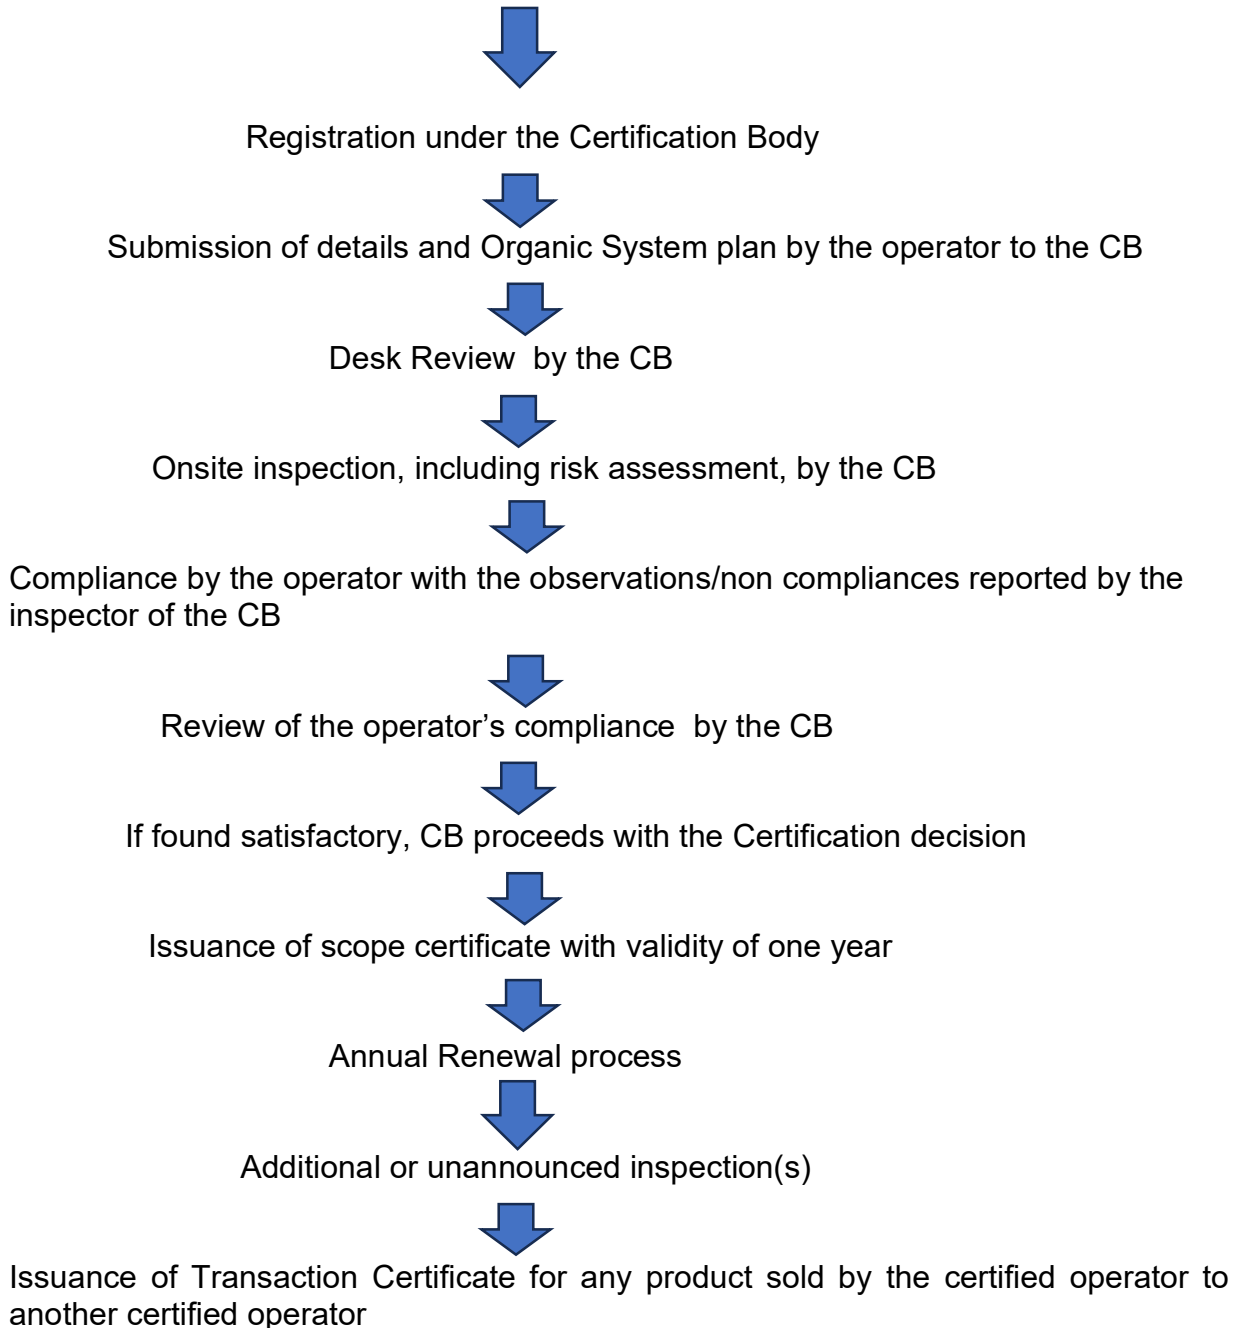 Registration under the Certification Body
Submission of details and Organic System plan by the operator to the CB
Desk Review  by the CB
Onsite inspection, including risk assessment, by the CB
Compliance by the operator with the observations/non compliances reported by the
inspector of the CB
Review of the operator’s compliance  by the CB
If found satisfactory, CB proceeds with the Certification decision
Issuance of scope certificate with validity of one year
Annual Renewal process
Additional or unannounced inspection(s)
Issuance of Transaction Certificate for any product sold by the certified operator to
another certified operator